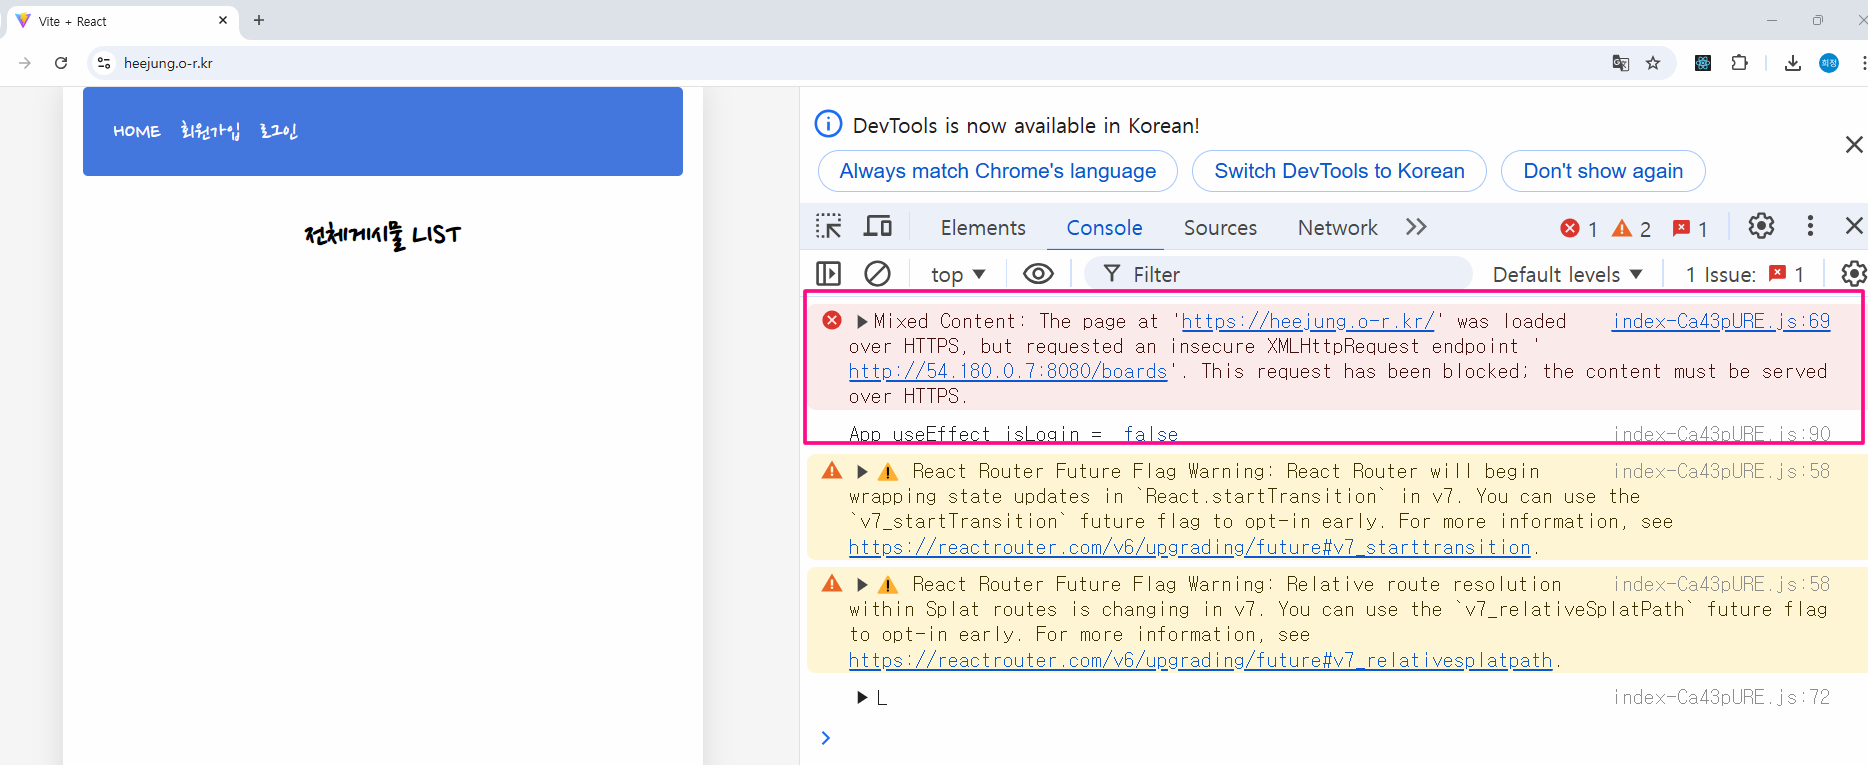 Vite + React
heejung.o-r.kr
희정
HOME 회원가입 로그인
전체게시물 LIST
DevTools is now available in Korean!
Always match Chrome's language
Switch DevTools to Korean
Don't show again
Elements Console Sources Network 1 2 1
top Filter Default levels 1 Issue: 1
Mixed Content: The page at 'https://heejung.o-r.kr/' was loaded index-Ca43pURE.js:69
over HTTPS, but requested an insecure XMLHttpRequest endpoint '
http://54.180.0.7:8080/boards'. This request has been blocked; the content must be served
over HTTPS.
App useEffect isLogin = false index-Ca43pURE.js:90
React Router Future Flag Warning: React Router will begin index-Ca43pURE.js:58
wrapping state updates in `React.startTransition` in v7. You can use the
`v7_startTransition` future flag to opt-in early. For more information, see
https://reactrouter.com/v6/upgrading/future#v7_starttransition.
React Router Future Flag Warning: Relative route resolution index-Ca43pURE.js:58
within Splat routes is changing in v7. You can use the `v7_relativeSplatPath` future flag
to opt-in early. For more information, see
https://reactrouter.com/v6/upgrading/future#v7_relativesplatpath.
L index-Ca43pURE.js:72